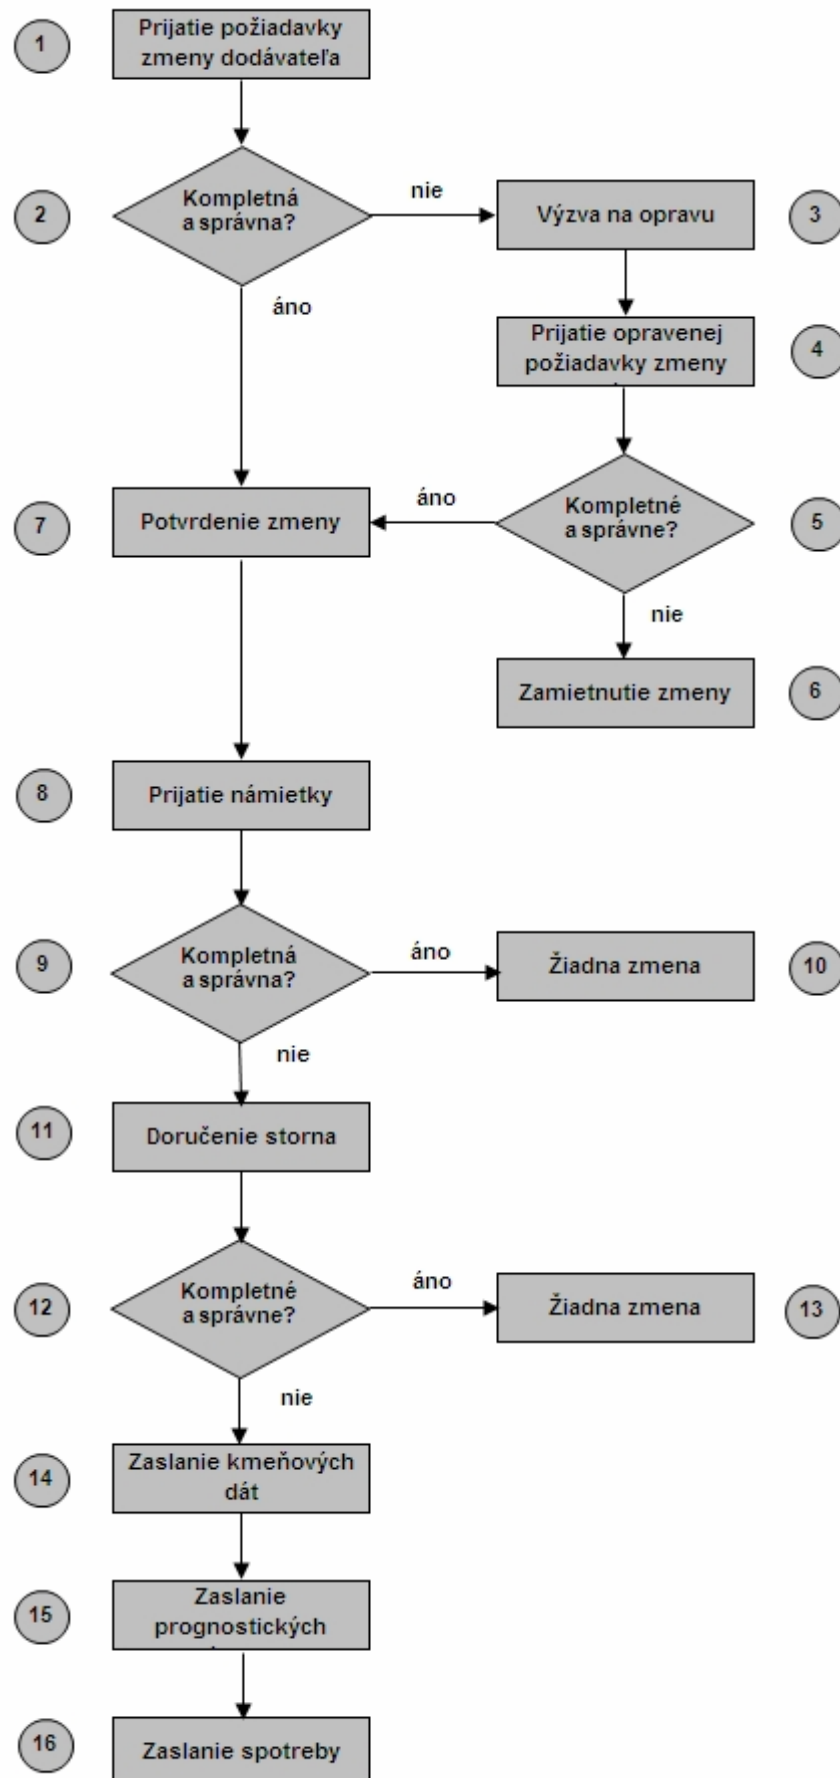 1
Prijatie požiadavky
zmeny dodávateľa
2
Kompletná
a správna?
nie
áno
Výzva na opravu
3
Prijatie opravenej
požiadavky zmeny
4
7
Potvrdenie zmeny
áno
Kompletné
a správne?
5
nie
Zamietnutie zmeny
6
8
Prijatie námietky
9
Kompletná
a správna?
áno
Žiadna zmena
10
nie
11
Doručenie storna
12
Kompletné
a správne?
áno
Žiadna zmena
13
nie
14
Zaslanie kmeňových
dát
15
Zaslanie
prognostických
16
Zaslanie spotreby